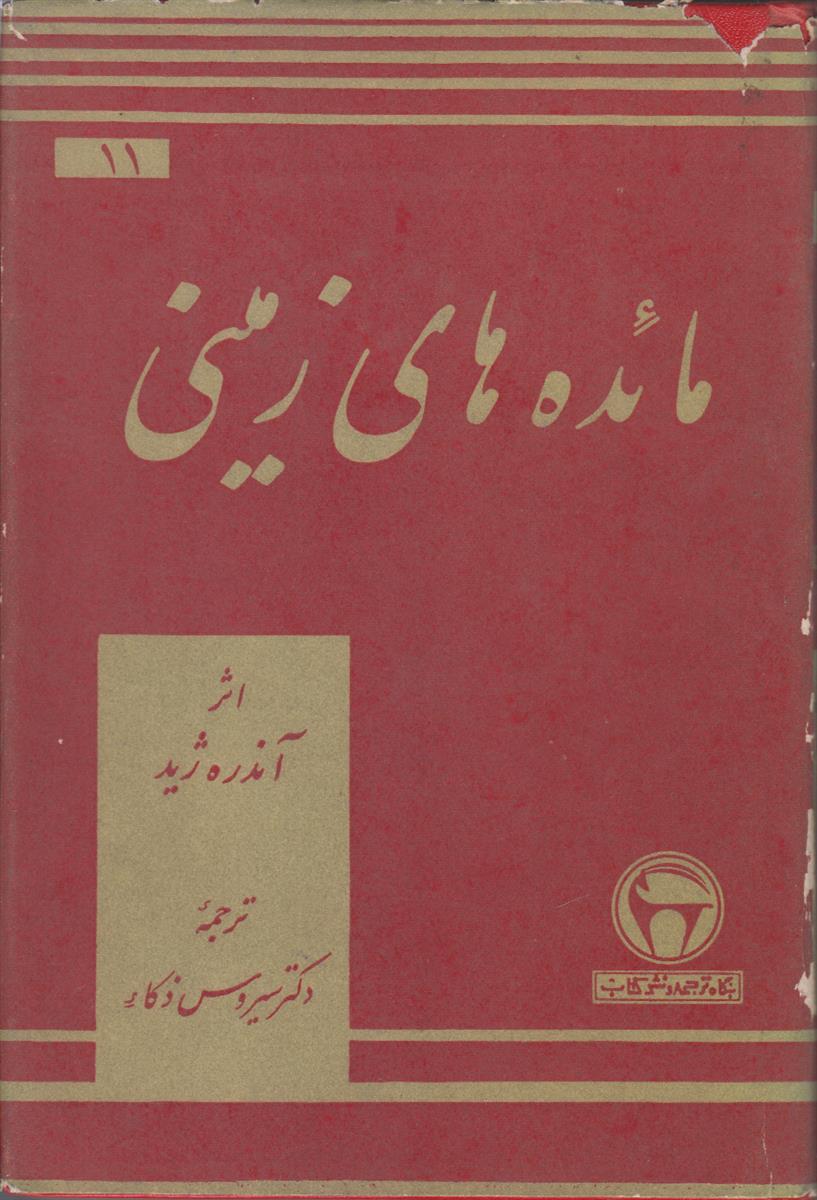 ۱۱
مائده های زمینی
اثر
آندره ژید
ترجمهٔ
دکتر سیروس ذکاء
بنگاه ترجمه و نشر کتاب